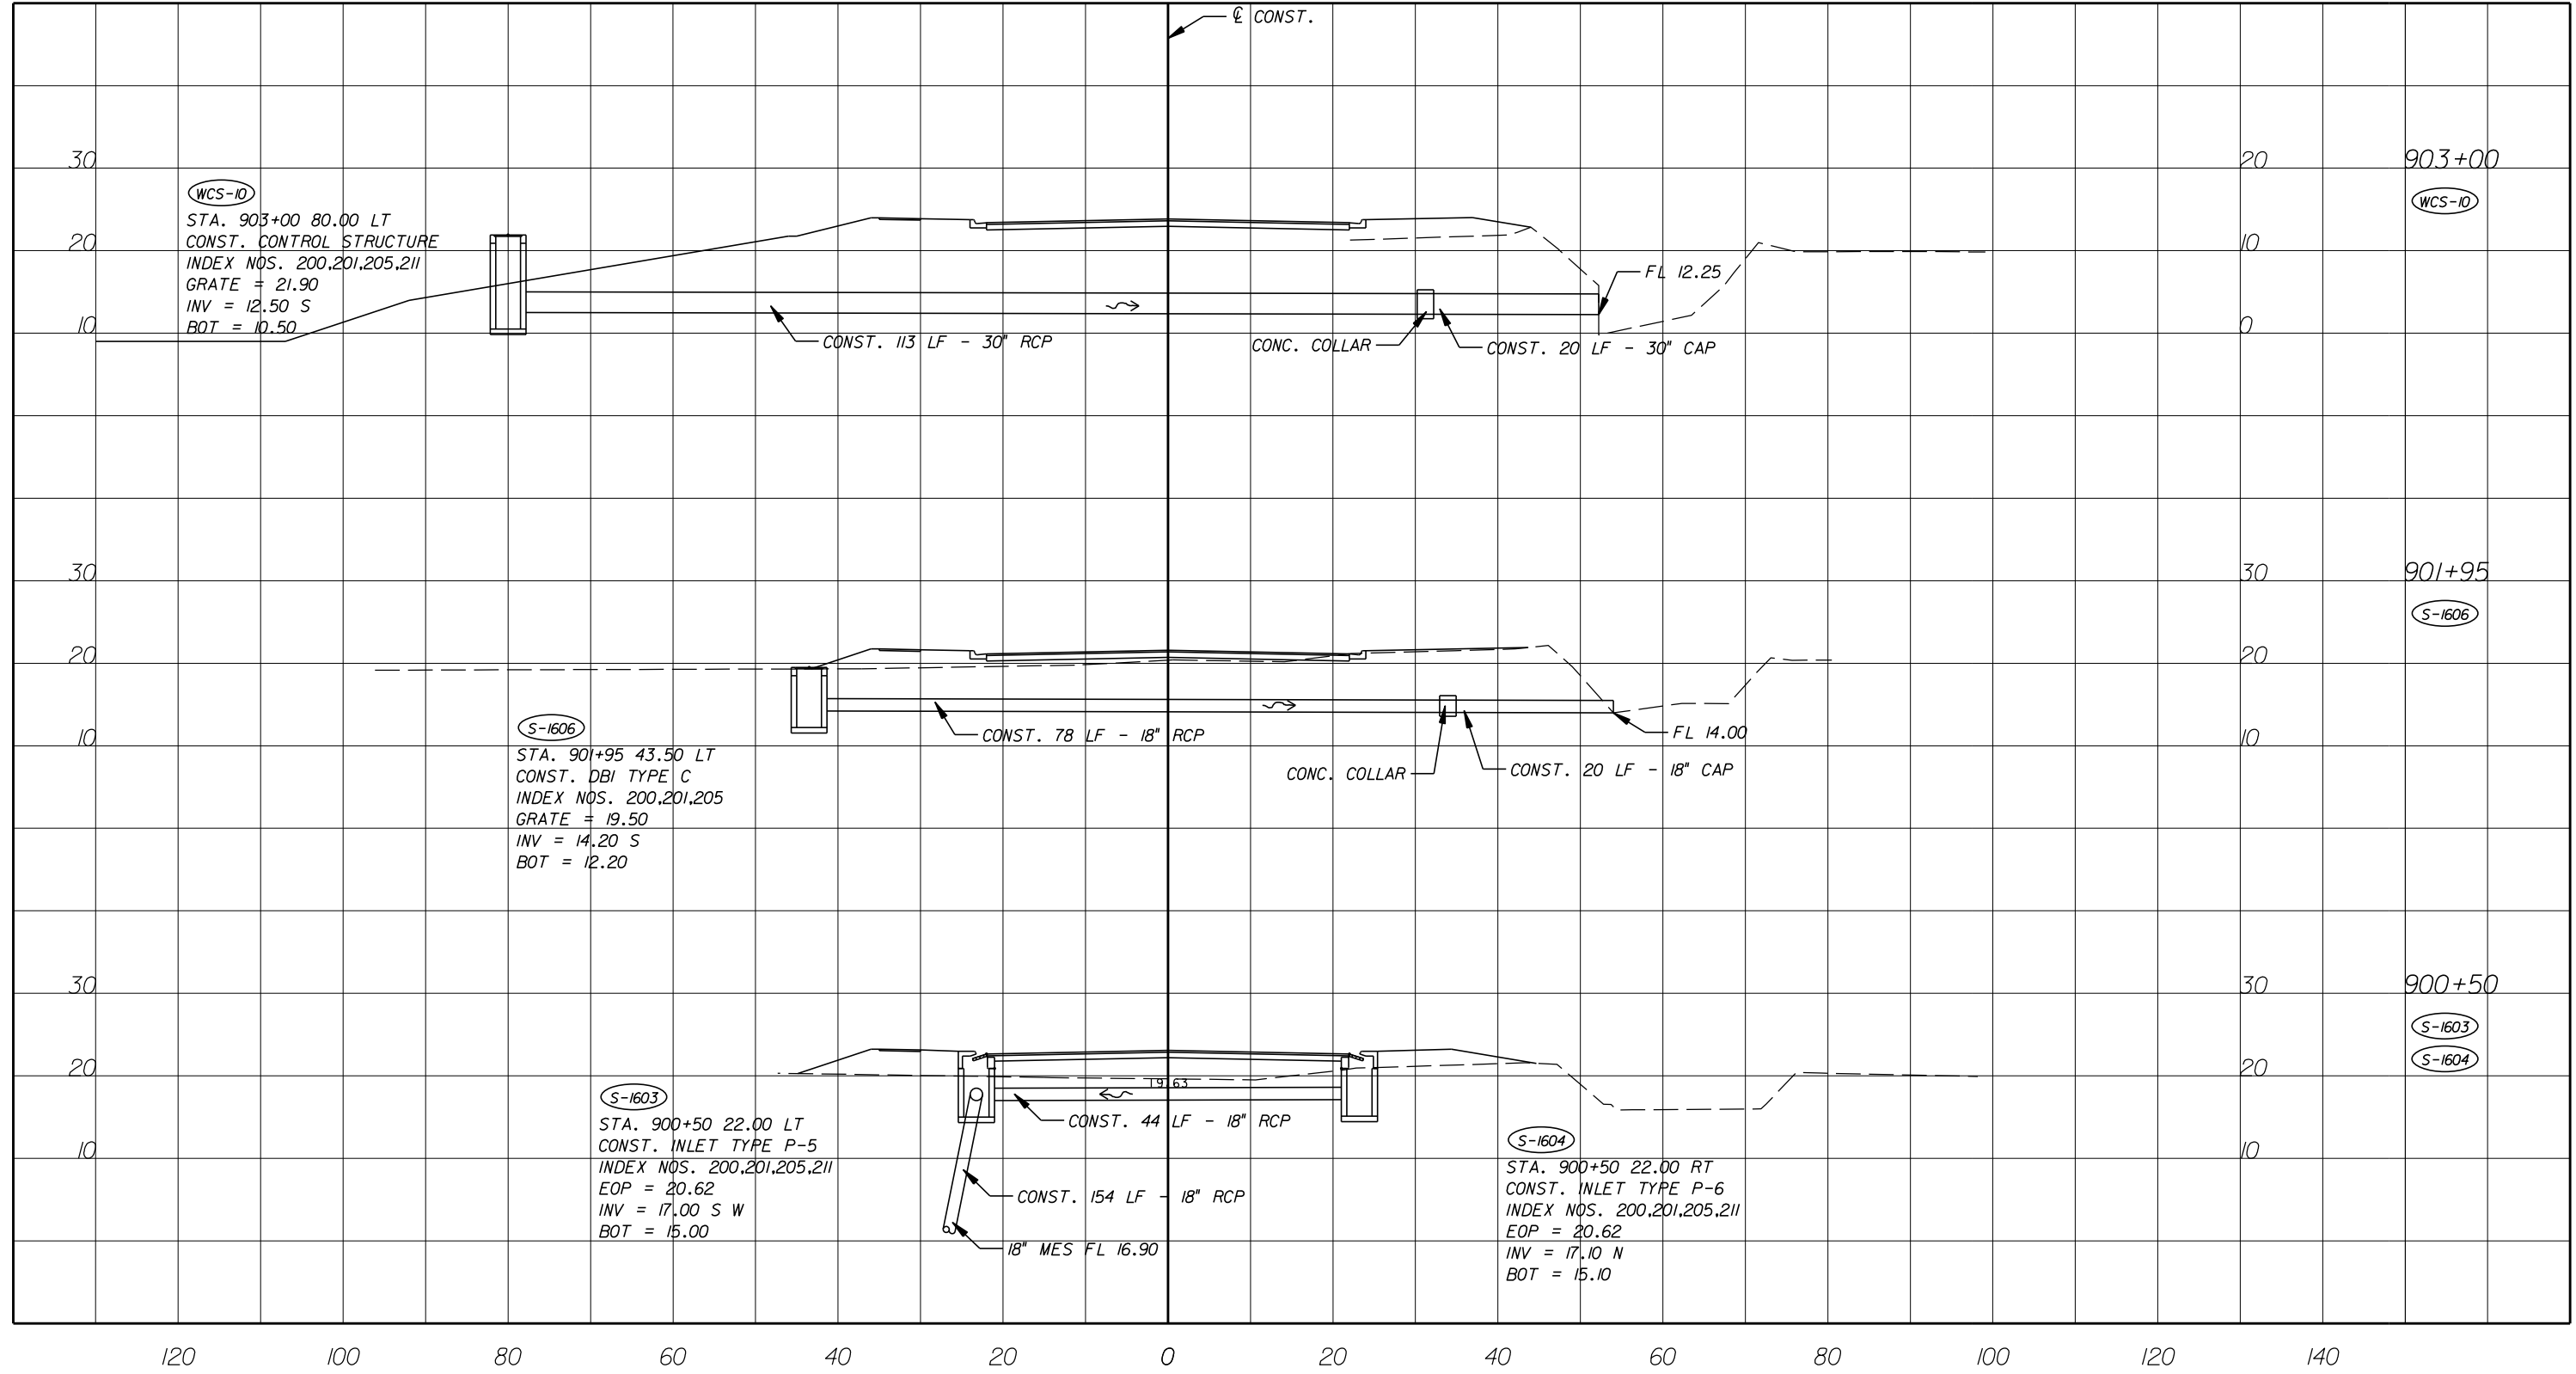 ℄ CONST.
30
20
903+00
WCS-10
WCS-10
STA. 903+00 80.00 LT
CONST. CONTROL STRUCTURE
INDEX NOS. 200,201,205,211
GRATE = 21.90
INV = 12.50 S
BOT = 10.50
20
10
FL 12.25
10
0
CONST. 113 LF - 30" RCP
CONC. COLLAR
CONST. 20 LF - 30" CAP
30
30
901+95
S-1606
20
20
S-1606
STA. 901+95 43.50 LT
CONST. DBI TYPE C
INDEX NOS. 200,201,205
GRATE = 19.50
INV = 14.20 S
BOT = 12.20
10
10
CONST. 78 LF - 18" RCP
FL 14.00
CONC. COLLAR
CONST. 20 LF - 18" CAP
30
30
900+50
S-1603
S-1604
20
20
19.63
S-1603
STA. 900+50 22.00 LT
CONST. INLET TYPE P-5
INDEX NOS. 200,201,205,211
EOP = 20.62
INV = 17.00 S W
BOT = 15.00
10
10
CONST. 44 LF - 18" RCP
CONST. 154 LF - 18" RCP
18" MES FL 16.90
S-1604
STA. 900+50 22.00 RT
CONST. INLET TYPE P-6
INDEX NOS. 200,201,205,211
EOP = 20.62
INV = 17.10 N
BOT = 15.10
120 100 80 60 40 20 0 20 40 60 80 100 120 140